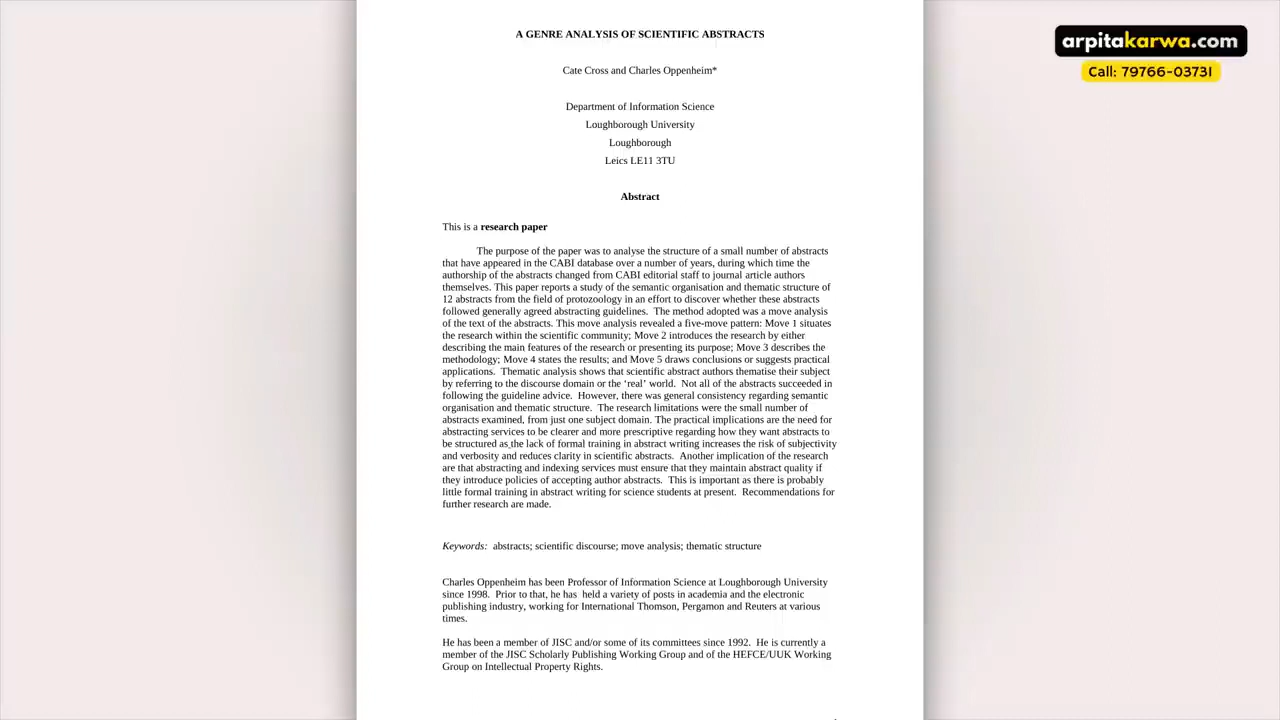 A GENRE ANALYSIS OF SCIENTIFIC ABSTRACTS
arpitakarwa.com
Call: 79766-03731
Cate Cross and Charles Oppenheim*
Department of Information Science
Loughborough University
Loughborough
Leics LE11 3TU
Abstract
This is a research paper
The purpose of the paper was to analyse the structure of a small number of abstracts
that have appeared in the CABI database over a number of years, during which time the
authorship of the abstracts changed from CABI editorial staff to journal article authors
themselves. This paper reports a study of the semantic organisation and thematic structure of
12 abstracts from the field of protozoology in an effort to discover whether these abstracts
followed generally agreed abstracting guidelines.  The method adopted was a move analysis
of the text of the abstracts. This move analysis revealed a five-move pattern: Move 1 situates
the research within the scientific community; Move 2 introduces the research by either
describing the main features of the research or presenting its purpose; Move 3 describes the
methodology; Move 4 states the results; and Move 5 draws conclusions or suggests practical
applications.  Thematic analysis shows that scientific abstract authors thematise their subject
by referring to the discourse domain or the ‘real’ world.  Not all of the abstracts succeeded in
following the guideline advice.  However, there was general consistency regarding semantic
organisation and thematic structure.  The research limitations were the small number of
abstracts examined, from just one subject domain. The practical implications are the need for
abstracting services to be clearer and more prescriptive regarding how they want abstracts to
be structured as the lack of formal training in abstract writing increases the risk of subjectivity
and verbosity and reduces clarity in scientific abstracts.  Another implication of the research
are that abstracting and indexing services must ensure that they maintain abstract quality if
they introduce policies of accepting author abstracts.  This is important as there is probably
little formal training in abstract writing for science students at present.  Recommendations for
further research are made.
Keywords:  abstracts; scientific discourse; move analysis; thematic structure
Charles Oppenheim has been Professor of Information Science at Loughborough University
since 1998.  Prior to that, he has  held a variety of posts in academia and the electronic
publishing industry, working for International Thomson, Pergamon and Reuters at various
times.
He has been a member of JISC and/or some of its committees since 1992.  He is currently a
member of the JISC Scholarly Publishing Working Group and of the HEFCE/UUK Working
Group on Intellectual Property Rights.